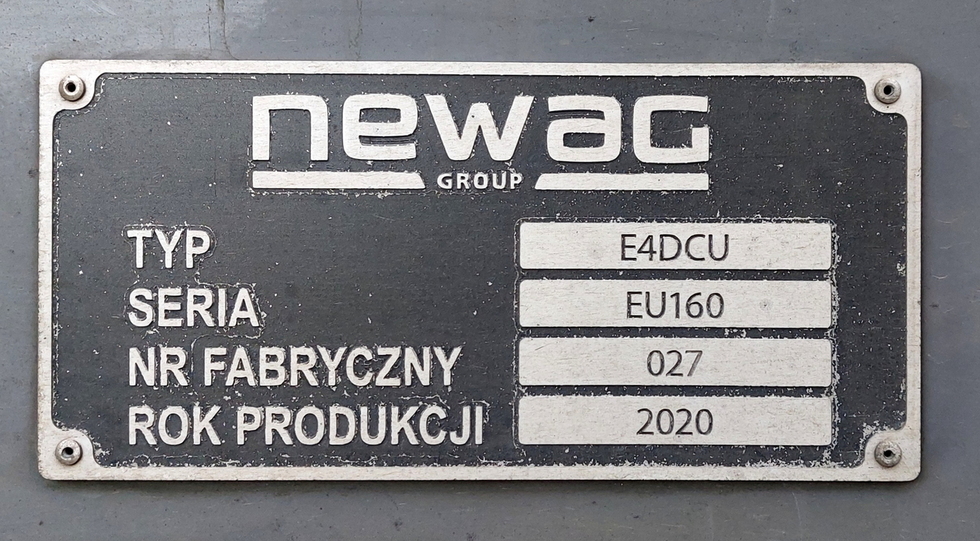 newag
GROUP
TYP E4DCU
SERIA EU160
NR FABRYCZNY 027
ROK PRODUKCJI 2020